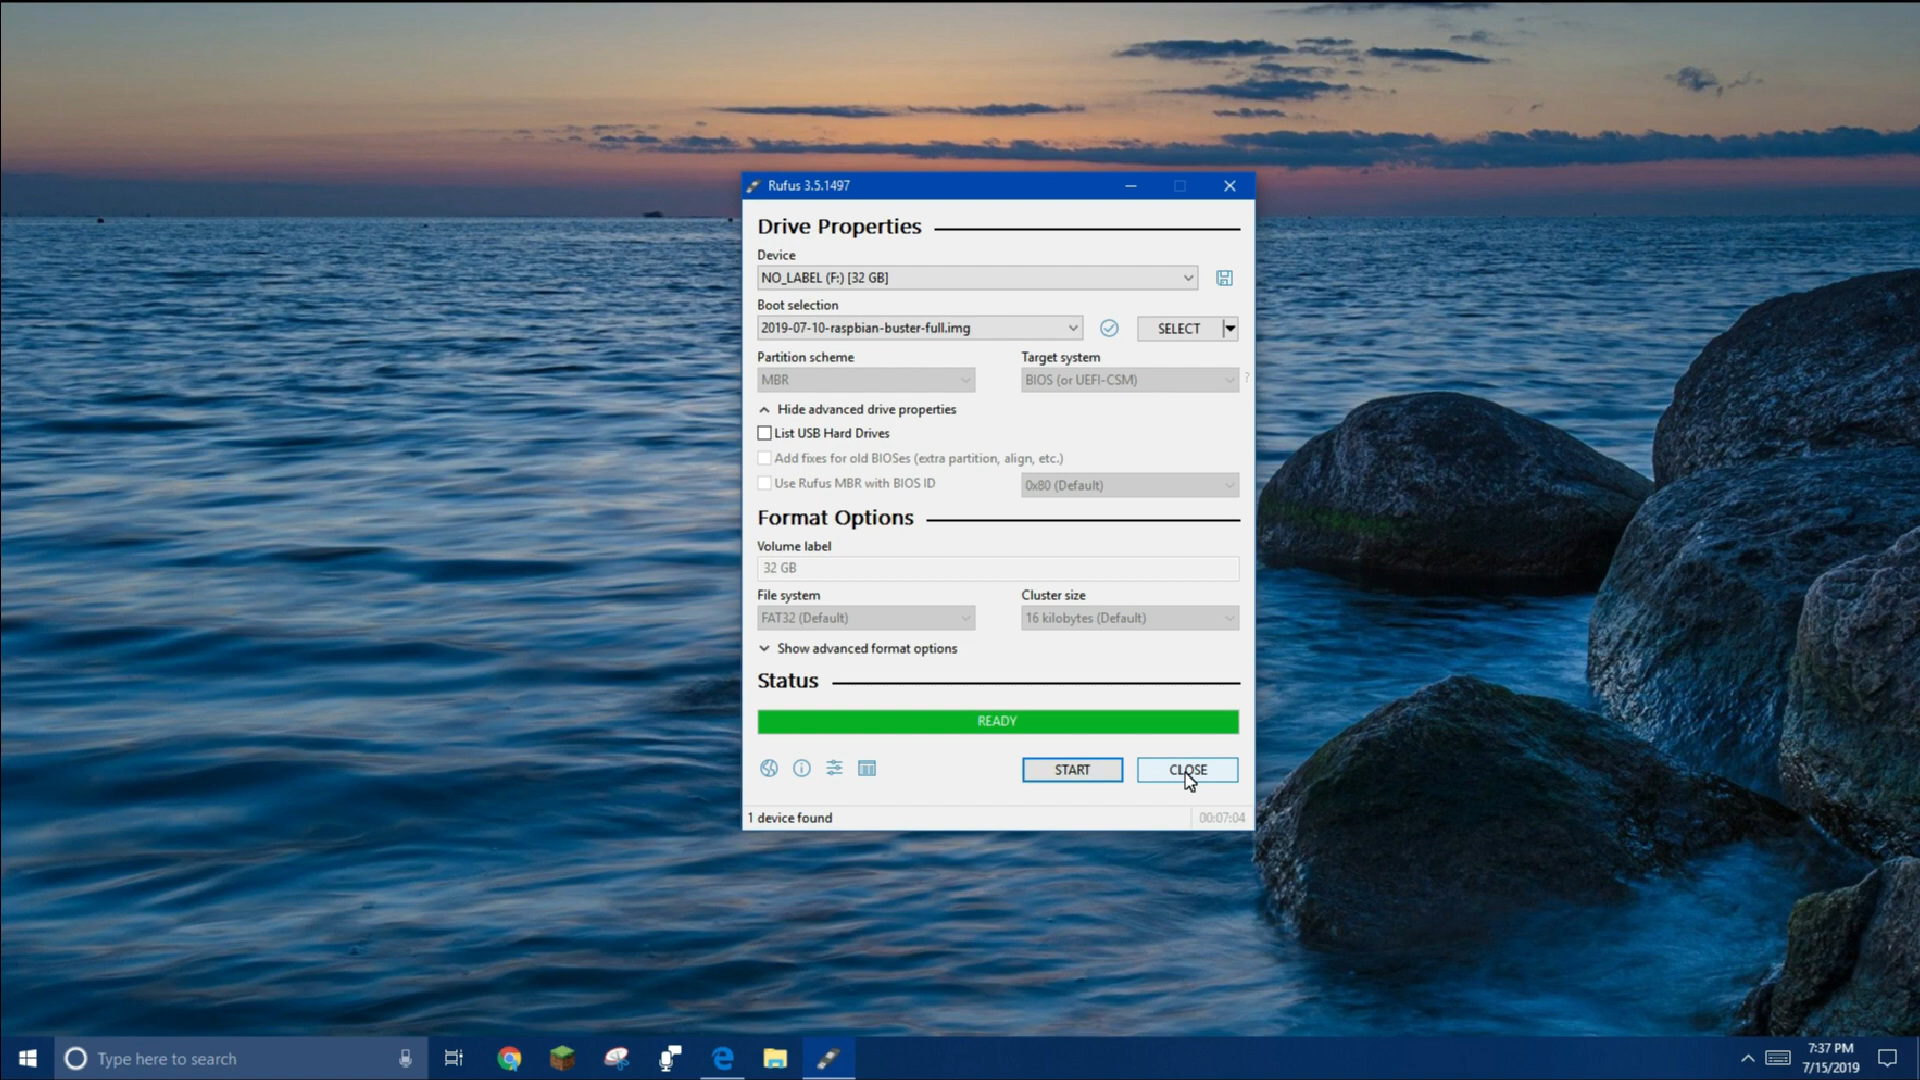 Rufus 3.5.1497
Drive Properties
Device
NO_LABEL (F:) [32 GB]
Boot selection
2019-07-10-raspbian-buster-full.img
SELECT
Partition scheme
Target system
MBR
BIOS (or UEFI-CSM)
?
Hide advanced drive properties
List USB Hard Drives
Add fixes for old BIOSes (extra partition, align, etc.)
Use Rufus MBR with BIOS ID
0x80 (Default)
Format Options
Volume label
32 GB
File system
Cluster size
FAT32 (Default)
16 kilobytes (Default)
Show advanced format options
Status
READY
START
CLOSE
1 device found
00:07:04
Type here to search
7:37 PM
7/15/2019